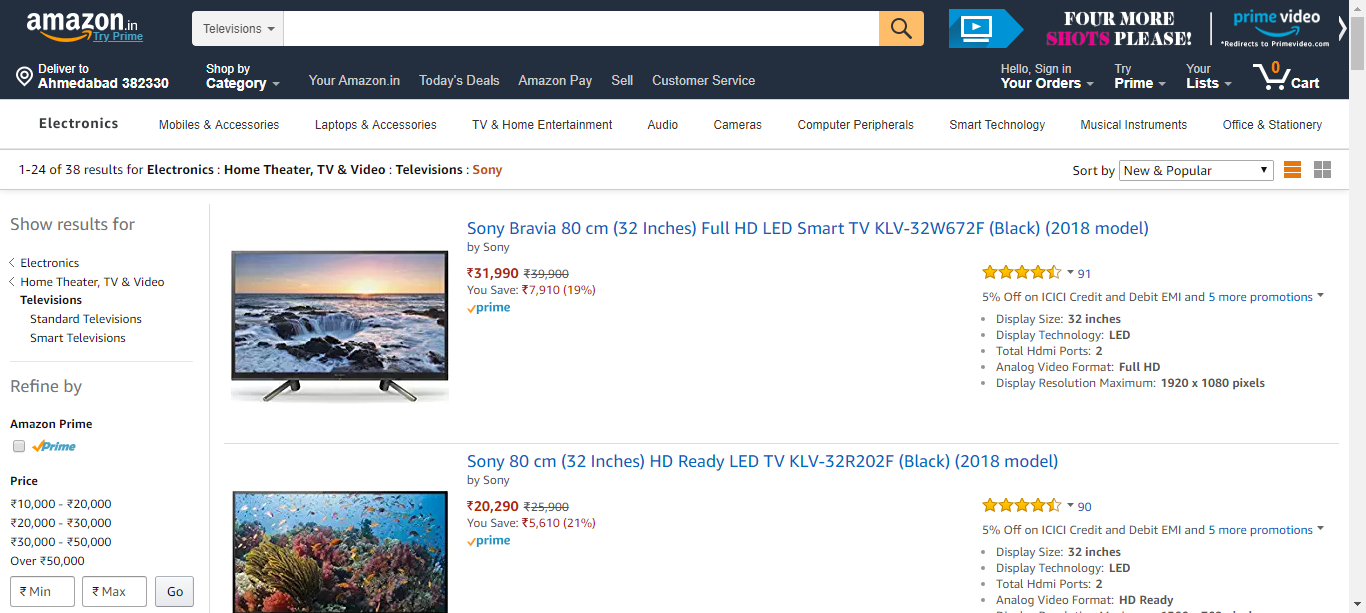 amazon.in
Try Prime
Televisions
FOUR MORE
SHOTS PLEASE!
prime video
*Redirects to Primevideo.com
Deliver to
Ahmedabad 382330
Shop by
Category
Your Amazon.in
Today's Deals
Amazon Pay
Sell
Customer Service
Hello, Sign in
Your Orders
Try
Prime
Your
Lists
0
Cart
Electronics
Mobiles & Accessories
Laptops & Accessories
TV & Home Entertainment
Audio
Cameras
Computer Peripherals
Smart Technology
Musical Instruments
Office & Stationery
1-24 of 38 results for Electronics : Home Theater, TV & Video : Televisions : Sony
Sort by New & Popular
Show results for
Electronics
Home Theater, TV & Video
Televisions
Standard Televisions
Smart Televisions
Refine by
Amazon Prime
Prime
Price
₹10,000 - ₹20,000
₹20,000 - ₹30,000
₹30,000 - ₹50,000
Over ₹50,000
₹ Min
₹ Max
Go
Sony Bravia 80 cm (32 Inches) Full HD LED Smart TV KLV-32W672F (Black) (2018 model)
by Sony
₹31,990 ₹39,900
You Save: ₹7,910 (19%)
prime
91
5% Off on ICICI Credit and Debit EMI and 5 more promotions
Display Size: 32 inches
Display Technology: LED
Total Hdmi Ports: 2
Analog Video Format: Full HD
Display Resolution Maximum: 1920 x 1080 pixels
Sony 80 cm (32 Inches) HD Ready LED TV KLV-32R202F (Black) (2018 model)
by Sony
₹20,290 ₹25,900
You Save: ₹5,610 (21%)
prime
90
5% Off on ICICI Credit and Debit EMI and 5 more promotions
Display Size: 32 inches
Display Technology: LED
Total Hdmi Ports: 2
Analog Video Format: HD Ready